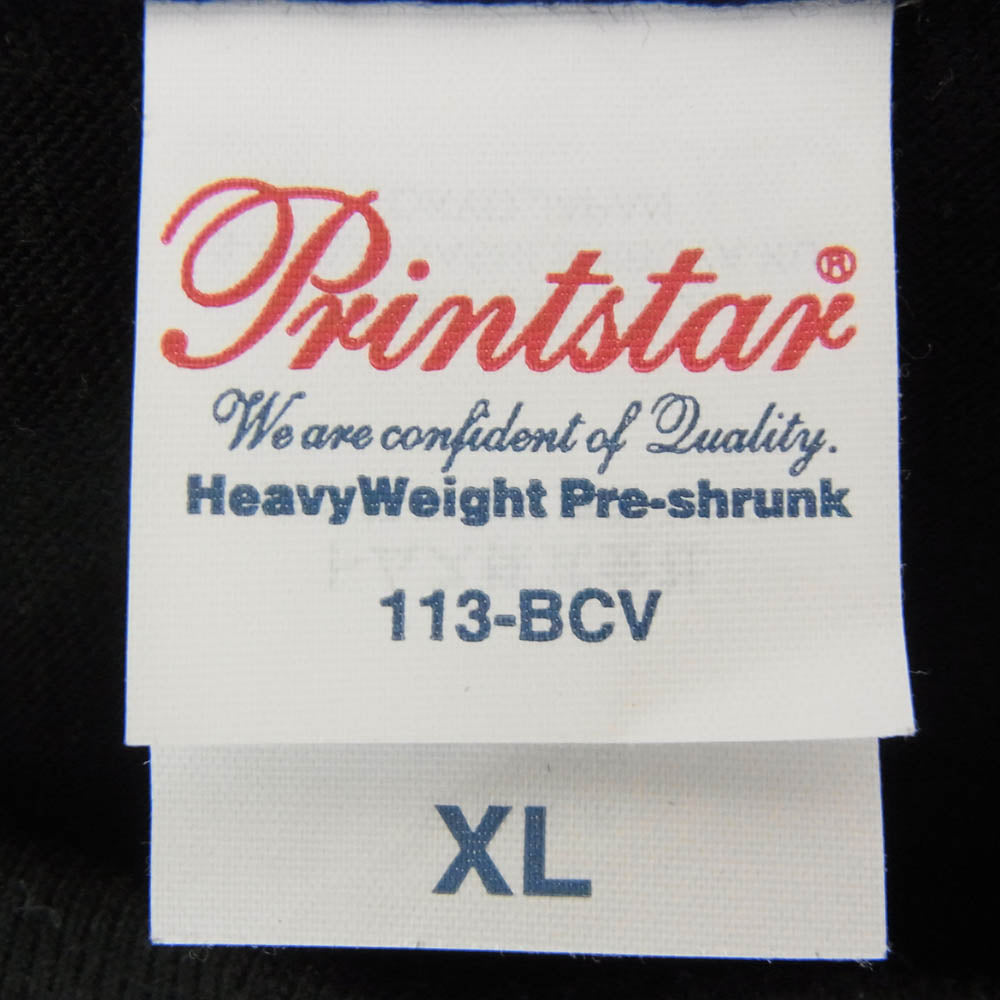 Printstar®
We are confident of Quality.
HeavyWeight Pre-shrunk
113-BCV
XL